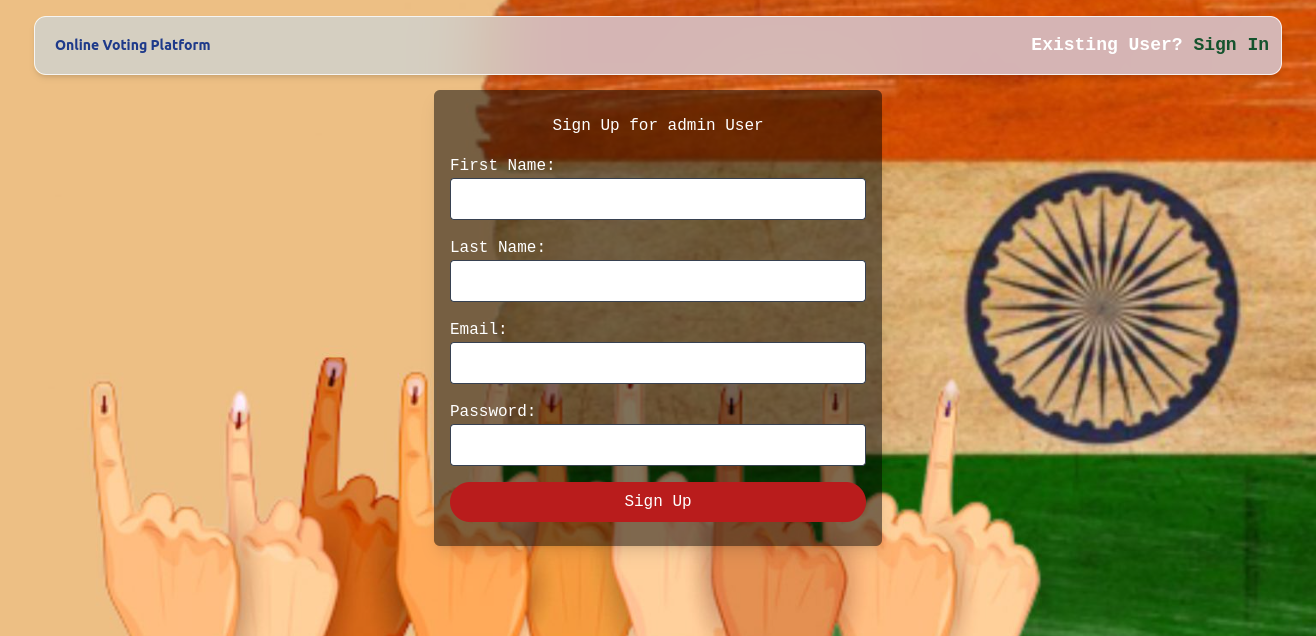 Online Voting Platform
Existing User? Sign In
Sign Up for admin User
First Name:
Last Name:
Email:
Password:
Sign Up